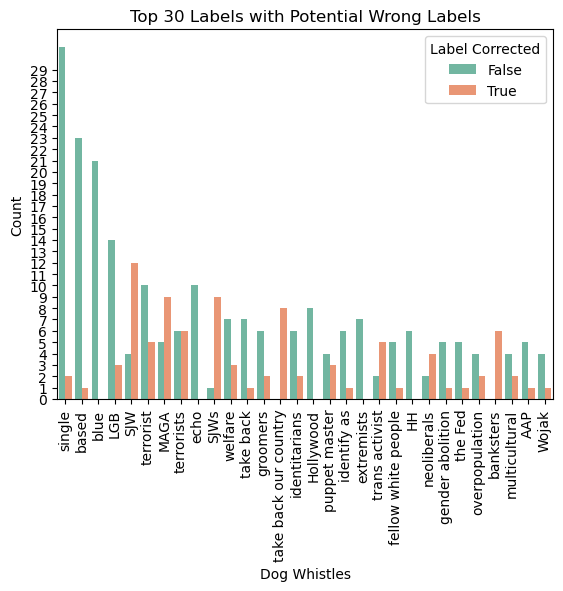 Top 30 Labels with Potential Wrong Labels
Label Corrected
False
True
Count
29
28
27
26
25
24
23
22
21
20
19
18
17
16
15
14
13
12
11
10
9
8
7
6
5
4
3
2
1
0
single
based
blue
LGB
SJW
terrorist
MAGA
terrorists
echo
SJWs
welfare
take back
groomers
take back our country
identitarians
Hollywood
puppet master
identify as
extremists
trans activist
fellow white people
HH
neoliberals
gender abolition
the Fed
overpopulation
banksters
multicultural
AAP
Wojak
Dog Whistles